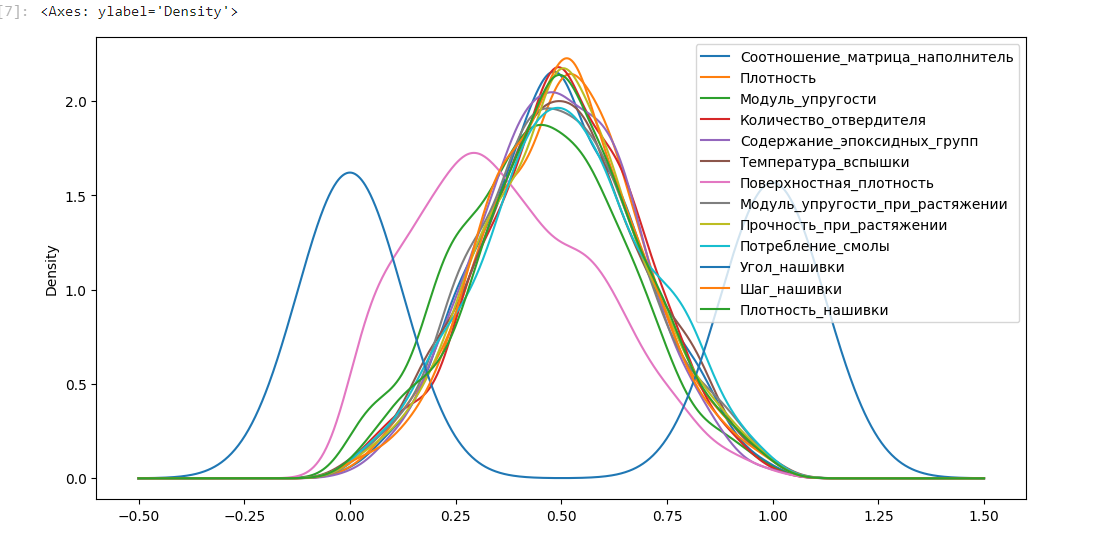 [7]: <Axes: ylabel='Density'>
Density
2.0
1.5
1.0
0.5
0.0
−0.50 −0.25 0.00 0.25 0.50 0.75 1.00 1.25 1.50
Соотношение_матрица_наполнитель
Плотность
Модуль_упругости
Количество_отвердителя
Содержание_эпоксидных_групп
Температура_вспышки
Поверхностная_плотность
Модуль_упругости_при_растяжении
Прочность_при_растяжении
Потребление_смолы
Угол_нашивки
Шаг_нашивки
Плотность_нашивки